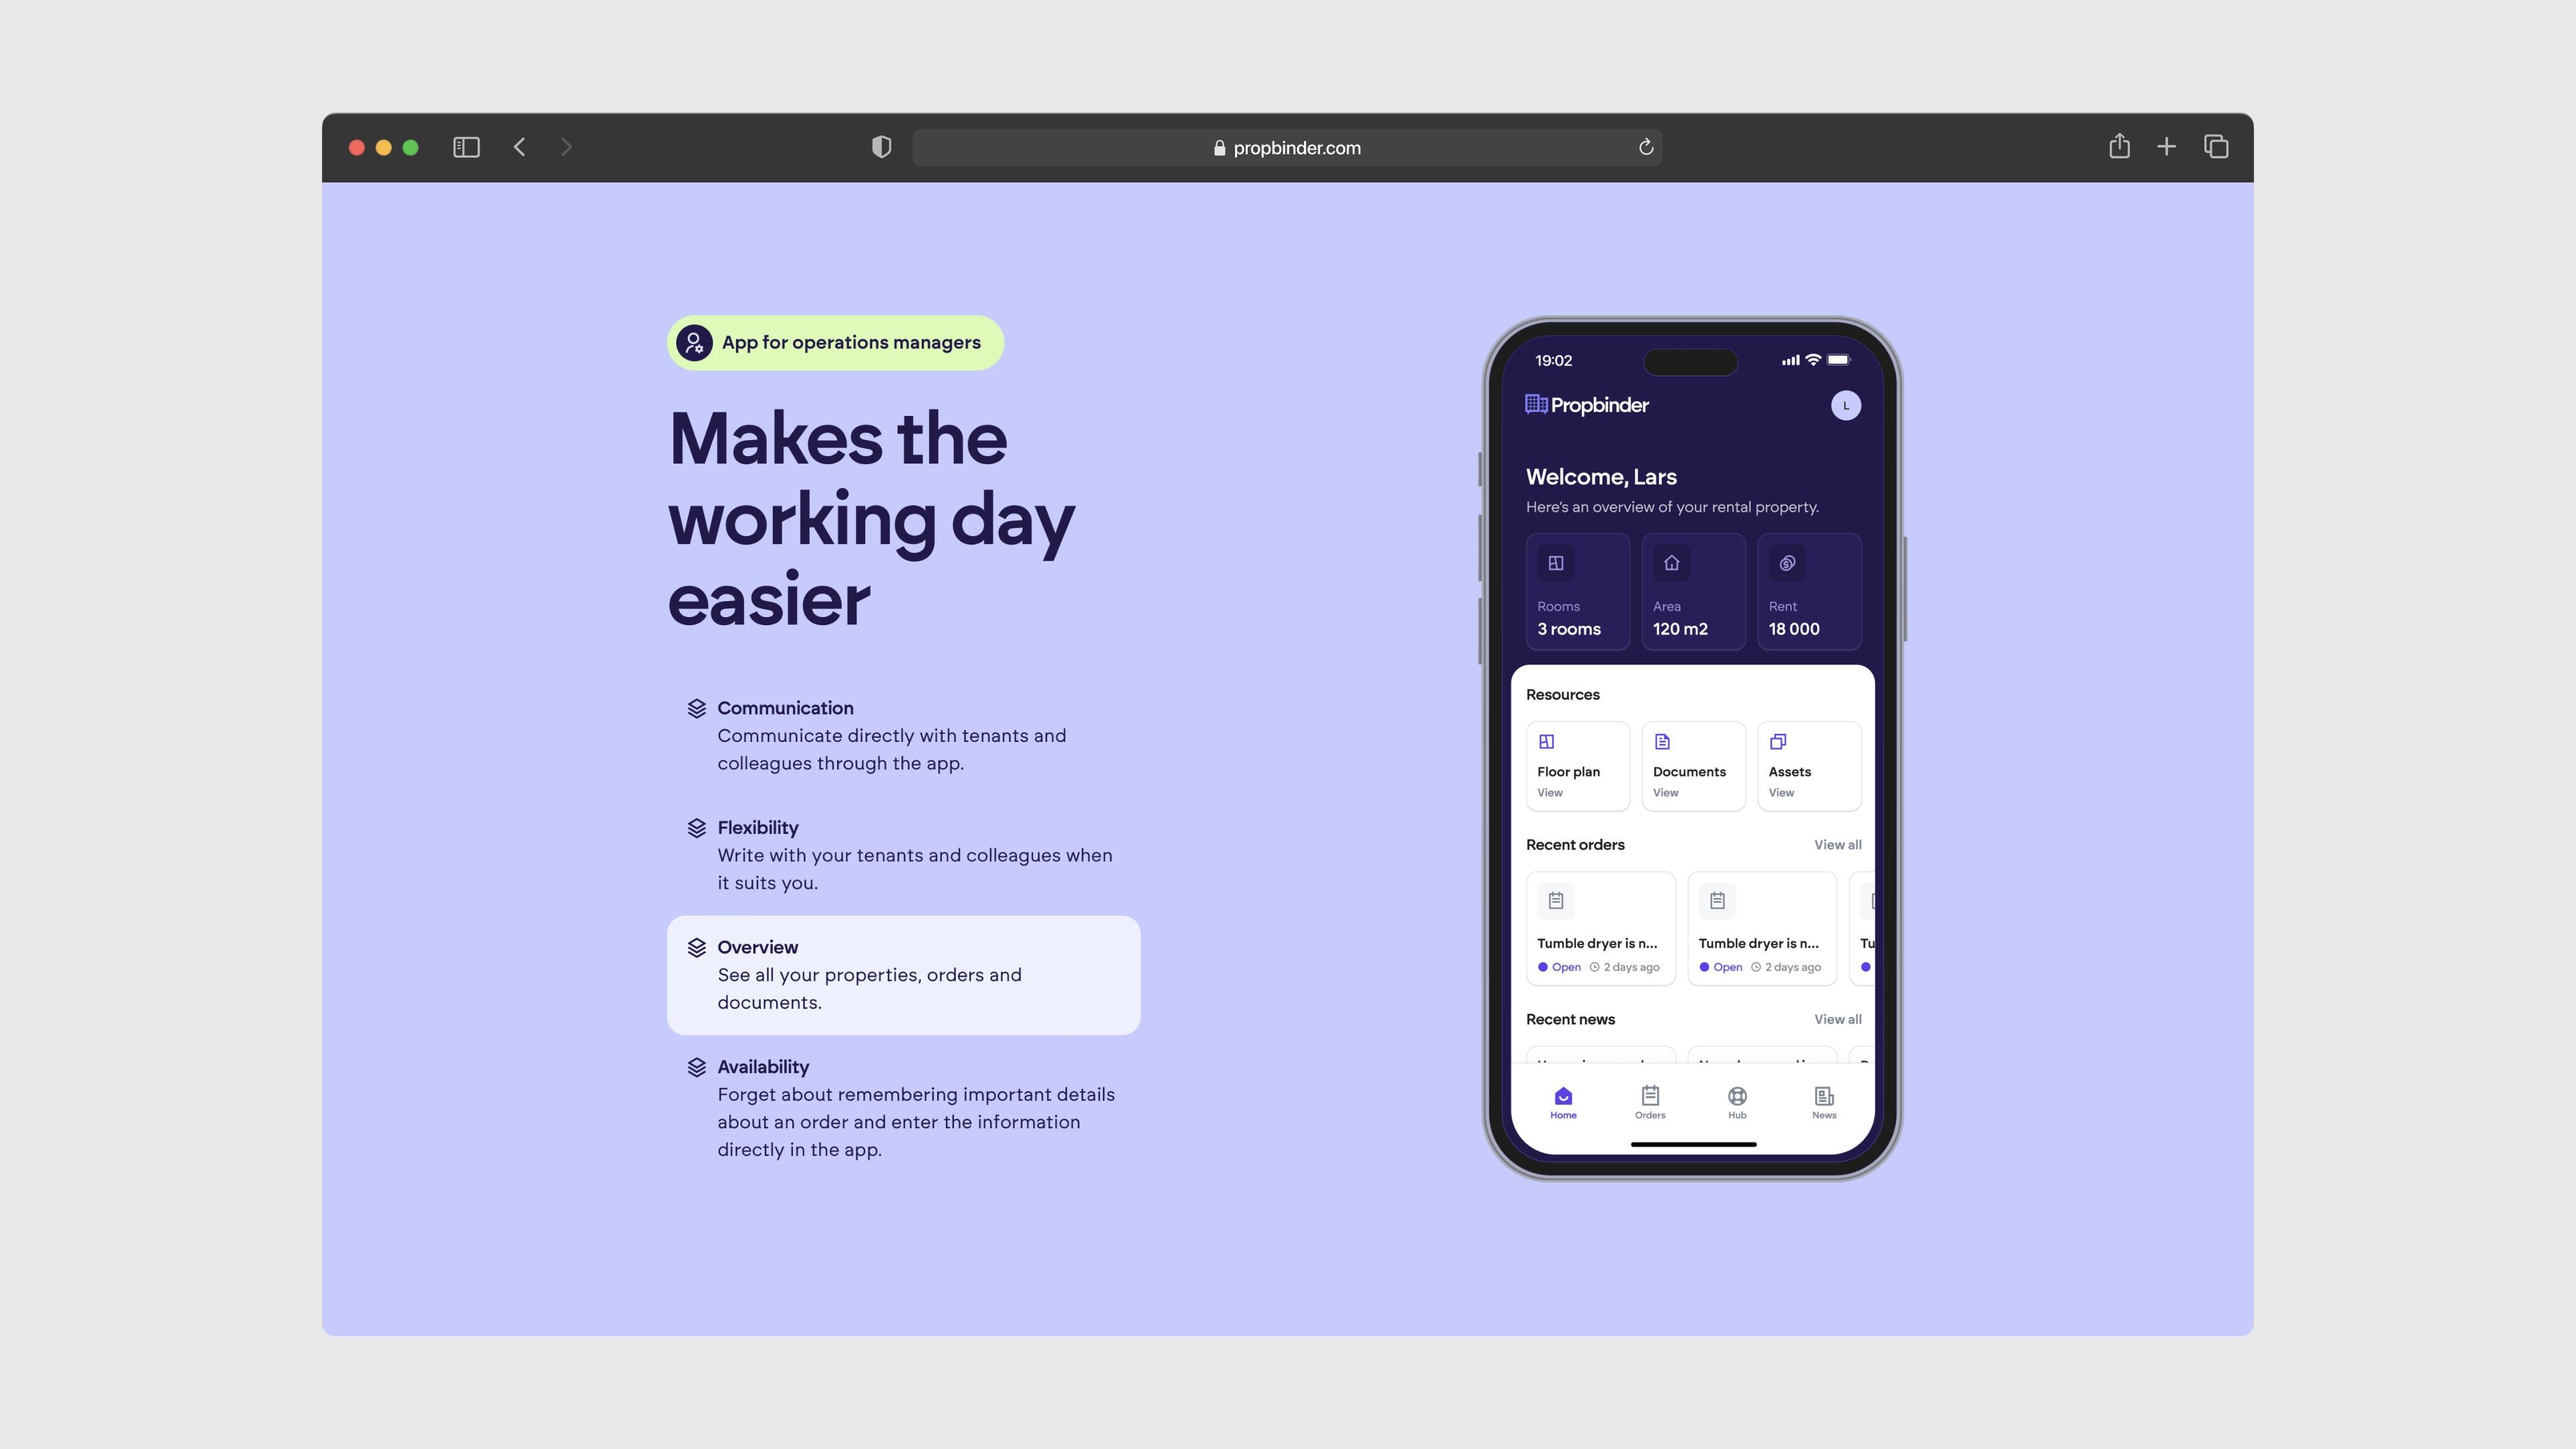 propbinder.com
App for operations managers
Makes the
working day
easier
Communication
Communicate directly with tenants and
colleagues through the app.
Flexibility
Write with your tenants and colleagues when
it suits you.
Overview
See all your properties, orders and
documents.
Availability
Forget about remembering important details
about an order and enter the information
directly in the app.
19:02
Propbinder
L
Welcome, Lars
Here's an overview of your rental property.
Rooms Area Rent
3 rooms 120 m2 18 000
Resources
Floor plan Documents Assets
View View View
Recent orders View all
Tumble dryer is n... Tumble dryer is n... Tu
Open 2 days ago Open 2 days ago
Recent news View all
Home Orders Hub News